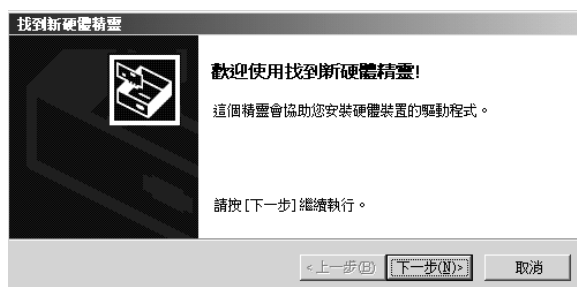 找到新硬體精靈
歡迎使用找到新硬體精靈!
這個精靈會協助您安裝硬體裝置的驅動程式。
請按[下一步]繼續執行。
<上一步(B) 下一步(N)> 取消